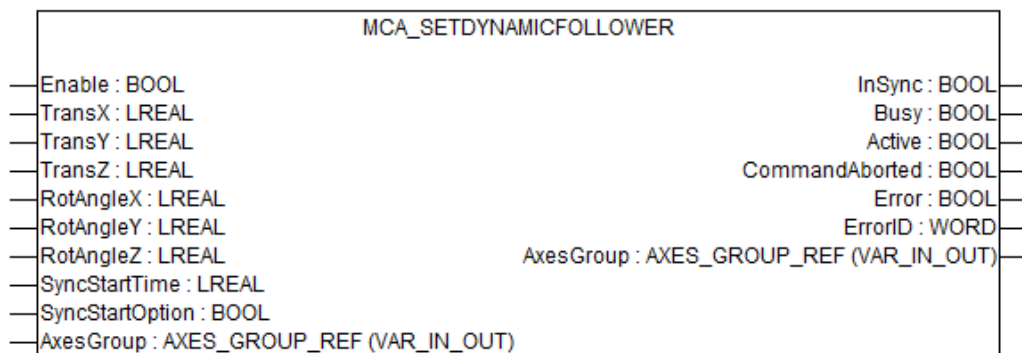 MCA_SETDYNAMICFOLLOWER
Enable : BOOL InSync : BOOL
TransX : LREAL Busy : BOOL
TransY : LREAL Active : BOOL
TransZ : LREAL CommandAborted : BOOL
RotAngleX : LREAL Error : BOOL
RotAngleY : LREAL ErrorID : WORD
RotAngleZ : LREAL AxesGroup : AXES_GROUP_REF (VAR_IN_OUT)
SyncStartTime : LREAL
SyncStartOption : BOOL
AxesGroup : AXES_GROUP_REF (VAR_IN_OUT)